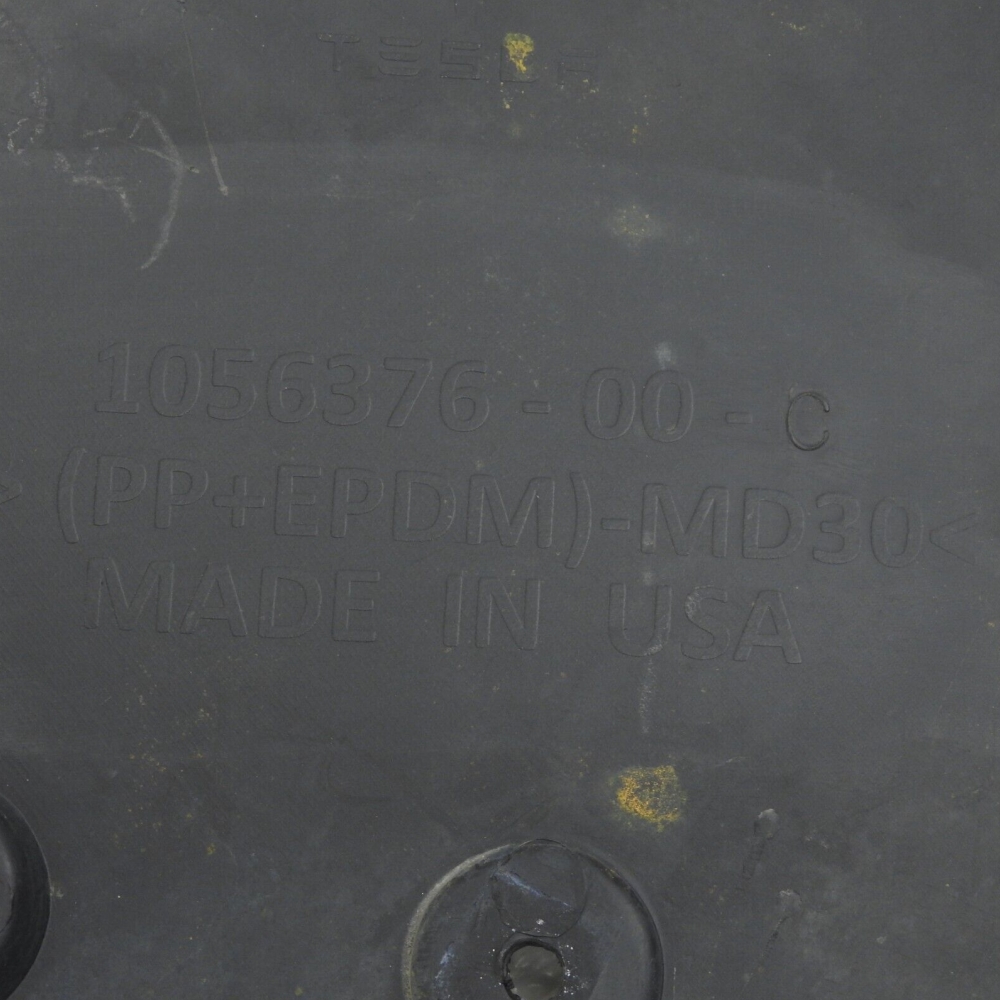 TESLA
1056376 - 00 - C
> (PP+EPDM)-MD30<
MADE IN USA